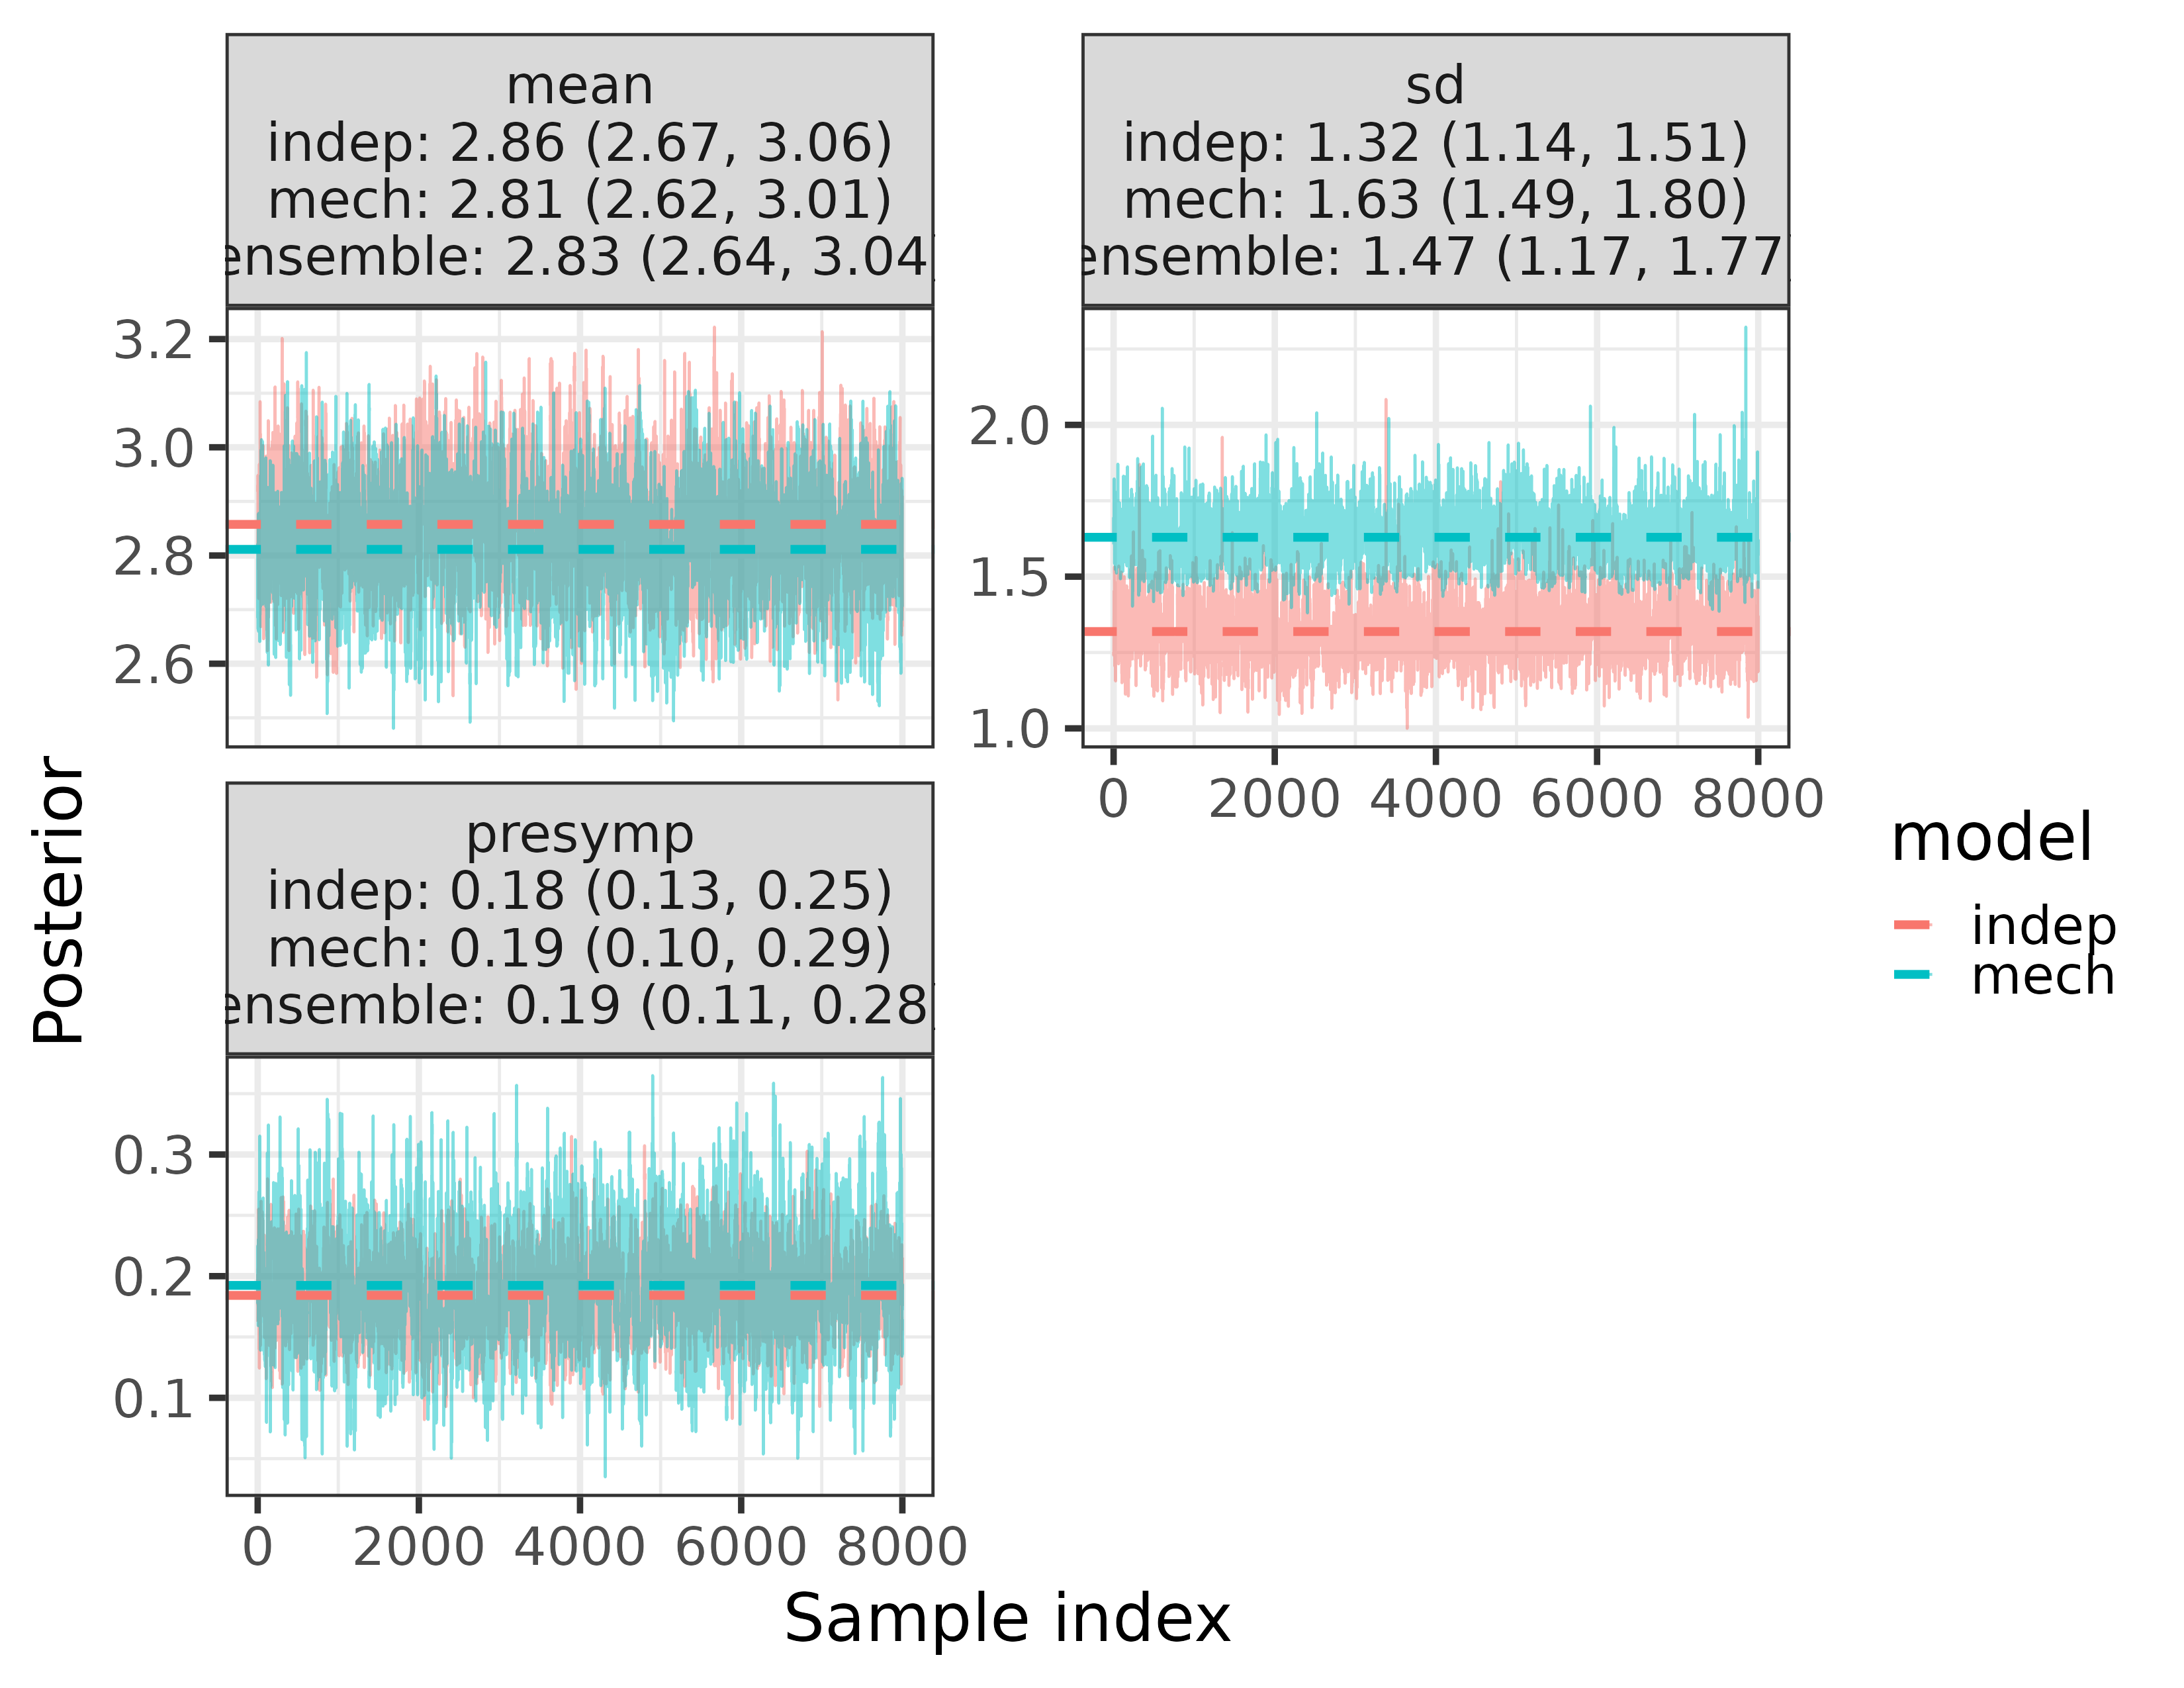 mean
indep: 2.86 (2.67, 3.06)
mech: 2.81 (2.62, 3.01)
ensemble: 2.83 (2.64, 3.04
3.2
3.0
2.8
2.6
sd
indep: 1.32 (1.14, 1.51)
mech: 1.63 (1.49, 1.80)
ensemble: 1.47 (1.17, 1.77
2.0
1.5
1.0
0 2000 4000 6000 8000
presymp
indep: 0.18 (0.13, 0.25)
mech: 0.19 (0.10, 0.29)
ensemble: 0.19 (0.11, 0.28
0.3
0.2
0.1
0 2000 4000 6000 8000
Posterior
Sample index
model
indep
mech